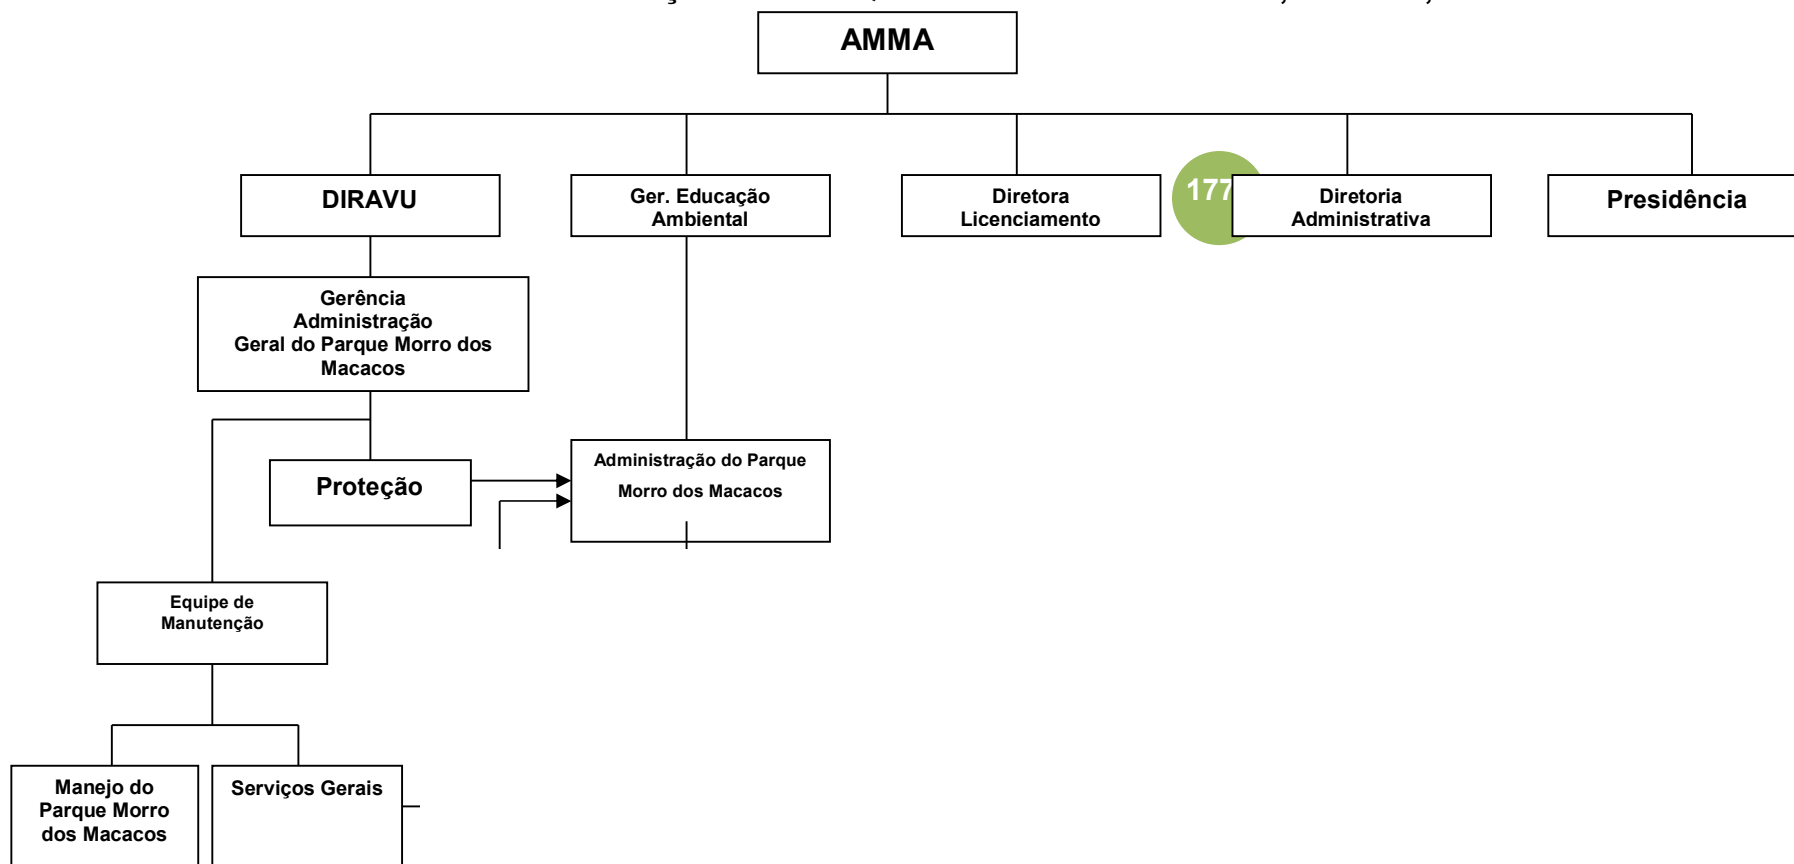 AMMA
DIRAVU
Ger. Educação
Ambiental
Diretora
Licenciamento
177
Diretoria
Administrativa
Presidência
Gerência
Administração
Geral do Parque Morro dos
Macacos
Proteção
Administração do Parque
Morro dos Macacos
Equipe de
Manutenção
Manejo do
Parque Morro
dos Macacos
Serviços Gerais